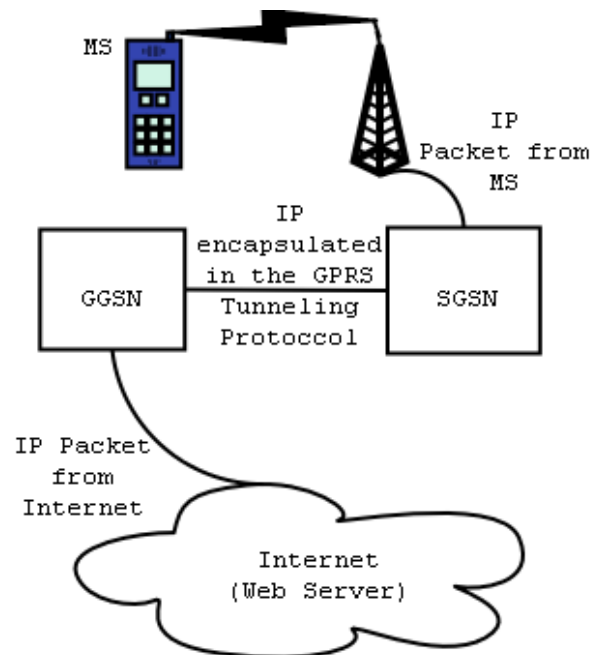 MS
IP
Packet from
MS
IP
encapsulated
in the GPRS
Tunneling
Protoccol
GGSN
SGSN
IP Packet
from
Internet
Internet
(Web Server)